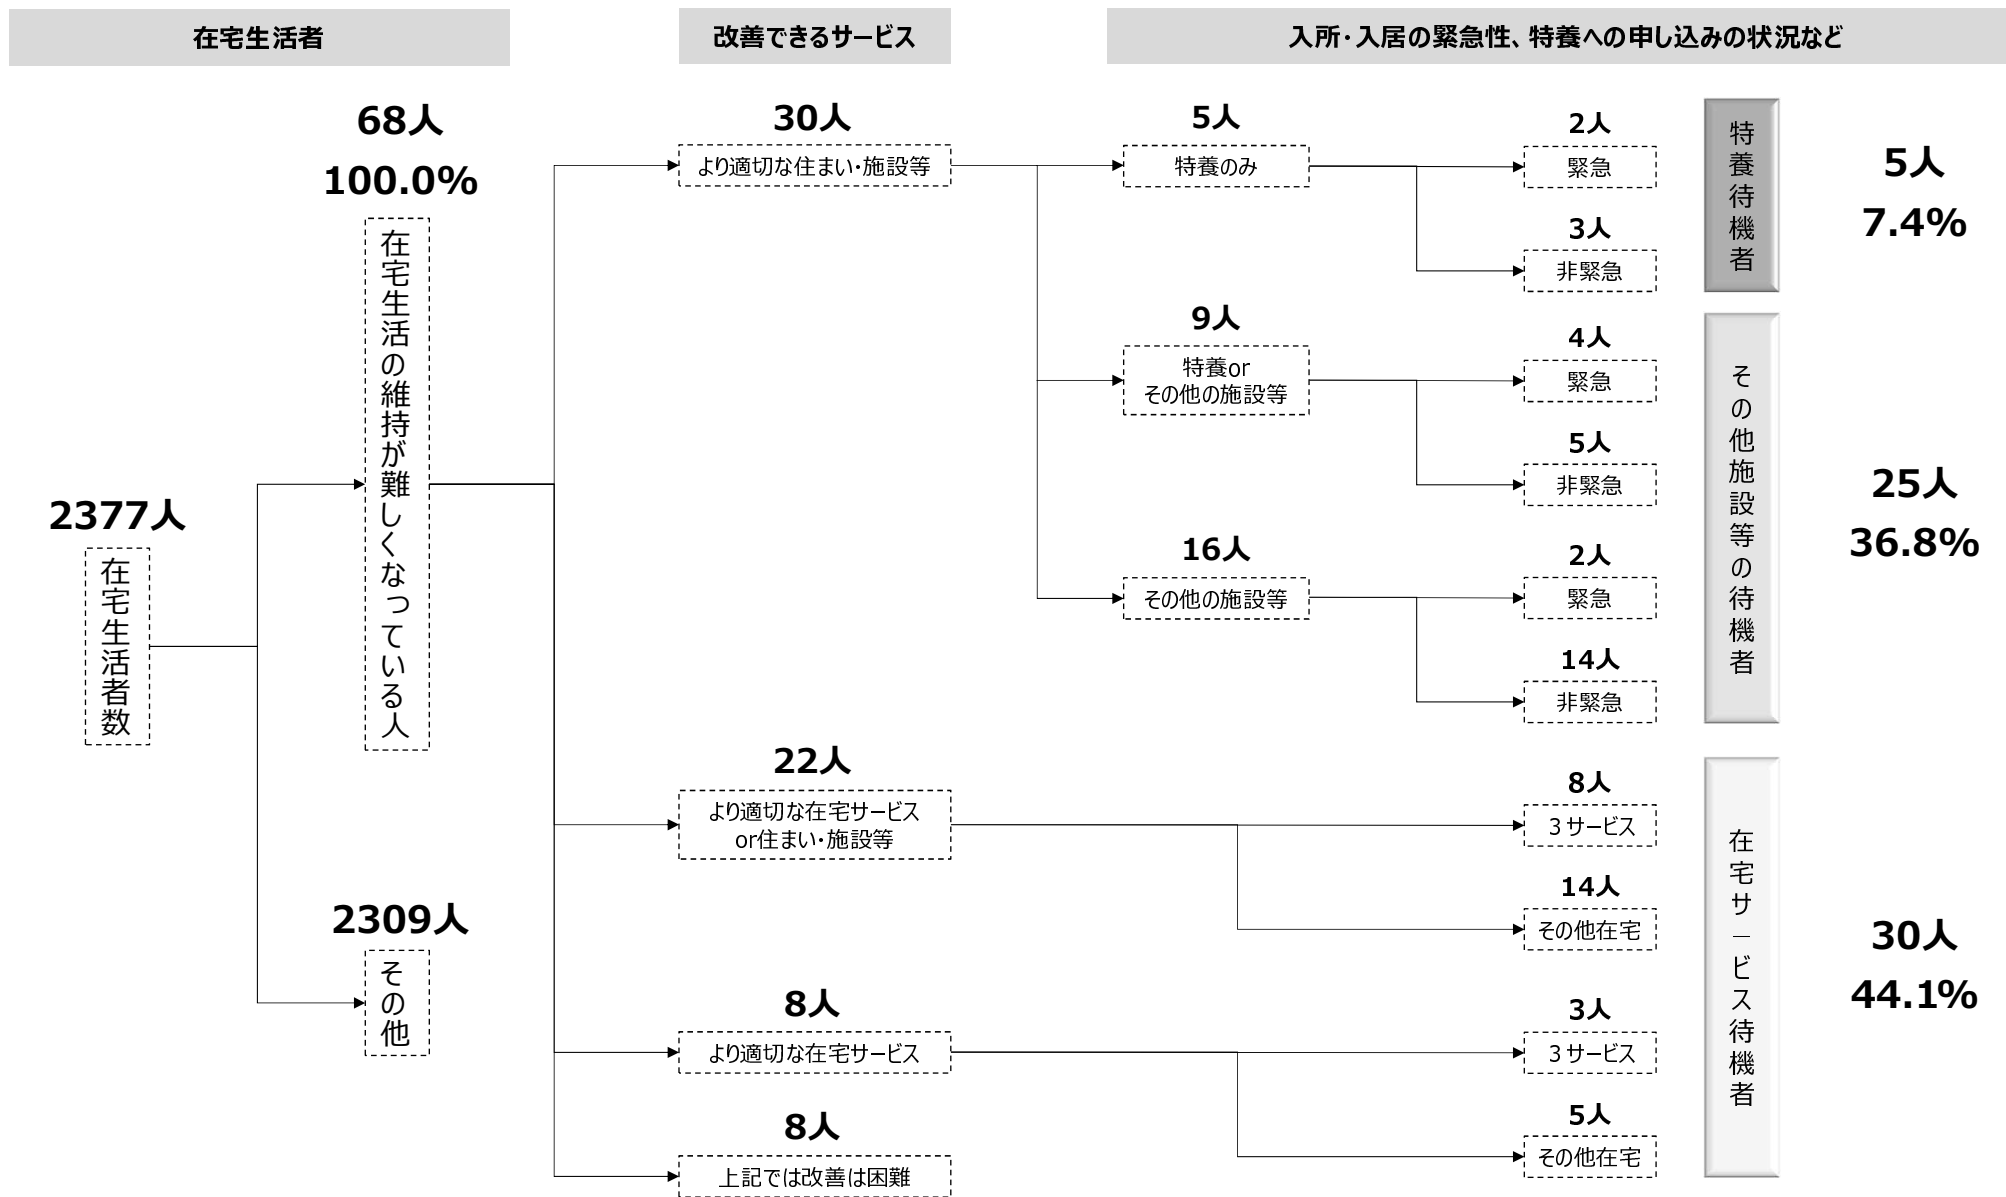 在宅生活者
改善できるサービス
入所･入居の緊急性、特養への申し込みの状況など
2377人
在宅生活者数
68人
100.0%
在宅生活の維持が難しくなっている人
2309人
その他
30人
より適切な住まい･施設等
22人
より適切な在宅サービス
or住まい･施設等
8人
より適切な在宅サービス
8人
上記では改善は困難
5人
特養のみ
9人
特養or
その他の施設等
16人
その他の施設等
2人
緊急
3人
非緊急
4人
緊急
5人
非緊急
2人
緊急
14人
非緊急
8人
３サービス
14人
その他在宅
3人
３サービス
5人
その他在宅
特養待機者
5人
7.4%
その他施設等の待機者
25人
36.8%
在宅サービス待機者
30人
44.1%